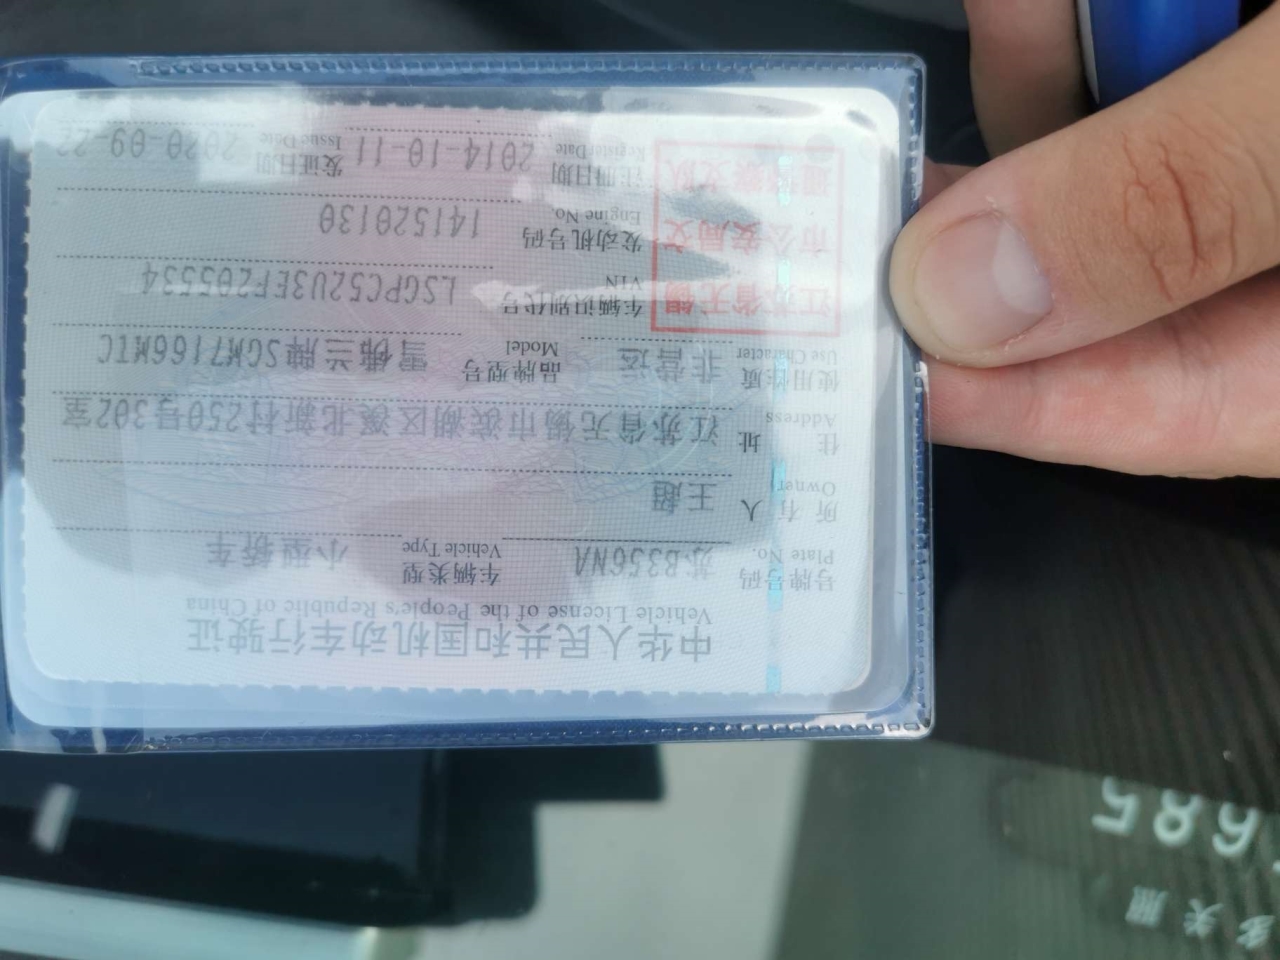 中华人民共和国机动车行驶证
Vehicle License of the People's Republic of China
号牌号码 Plate No. 苏B356NA 车辆类型 Vehicle Type 小型轿车
所有人 Owner 王超
住址 Address 江苏省无锡市滨湖区溪北新村250号302室
使用性质 Use Character 非营运 品牌型号 Model 雪佛兰牌SGM7166MTC
江苏省无锡
市公安局交
通警察支队
车辆识别代号 VIN LSGPC52U3EF205534
发动机号码 Engine No. 141520130
注册日期 Register Date 2014-10-11 发证日期 Issue Date 2020-09-22
685